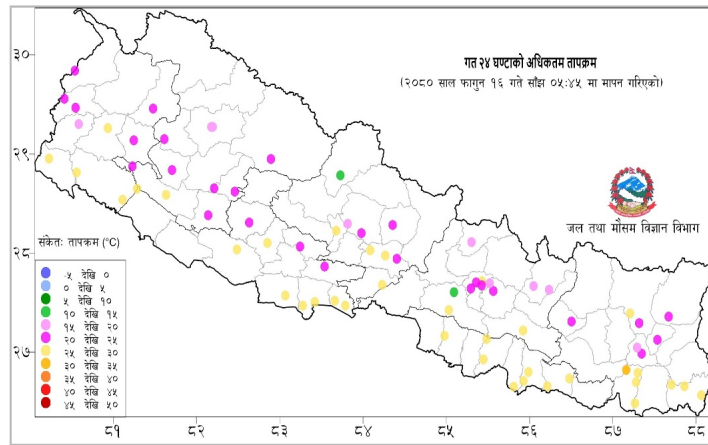 गत २४ घण्टाको अधिकतम तापक्रम
(२०८० साल फागुन १६ गते साँझ ०५:४५ मा मापन गरिएको)
३०
२९
२८
२७
जल तथा मौसम विज्ञान विभाग
संकेतः तापक्रम (°C)
-५ देखि ०
० देखि ५
५ देखि १०
१० देखि १५
१५ देखि २०
२० देखि २५
२५ देखि ३०
३० देखि ३५
३५ देखि ४०
४० देखि ४५
४५ देखि ५०
८१ ८२ ८३ ८४ ८५ ८६ ८७ ८८